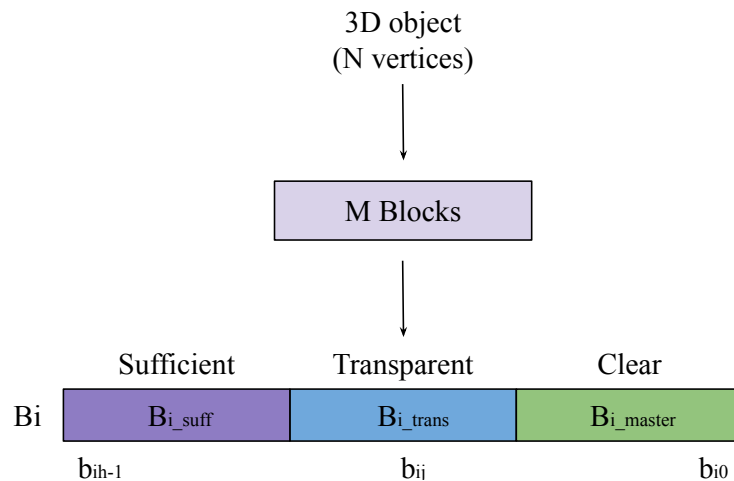 3D object
(N vertices)
M Blocks
Sufficient Transparent Clear
Bi Bi_suff Bi_trans Bi_master
bih-1 bij bi0